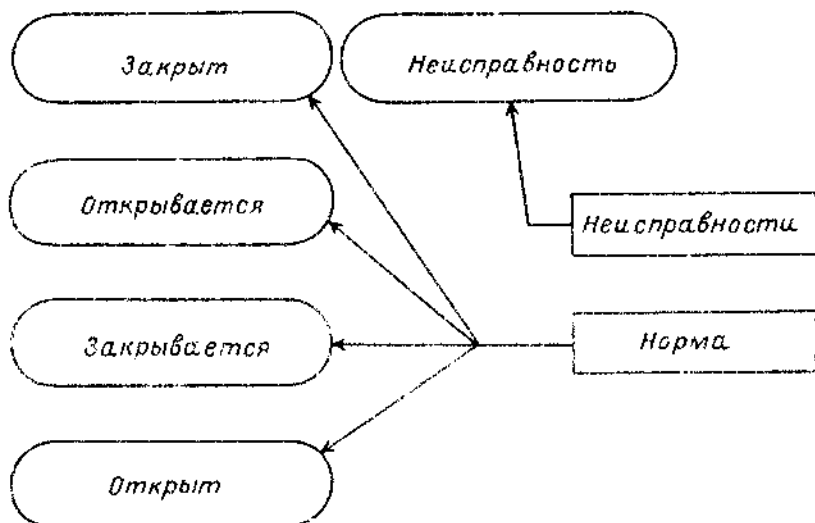 Закрыт
Неисправность
Открывается
Неисправности
Закрывается
Норма
Открыт